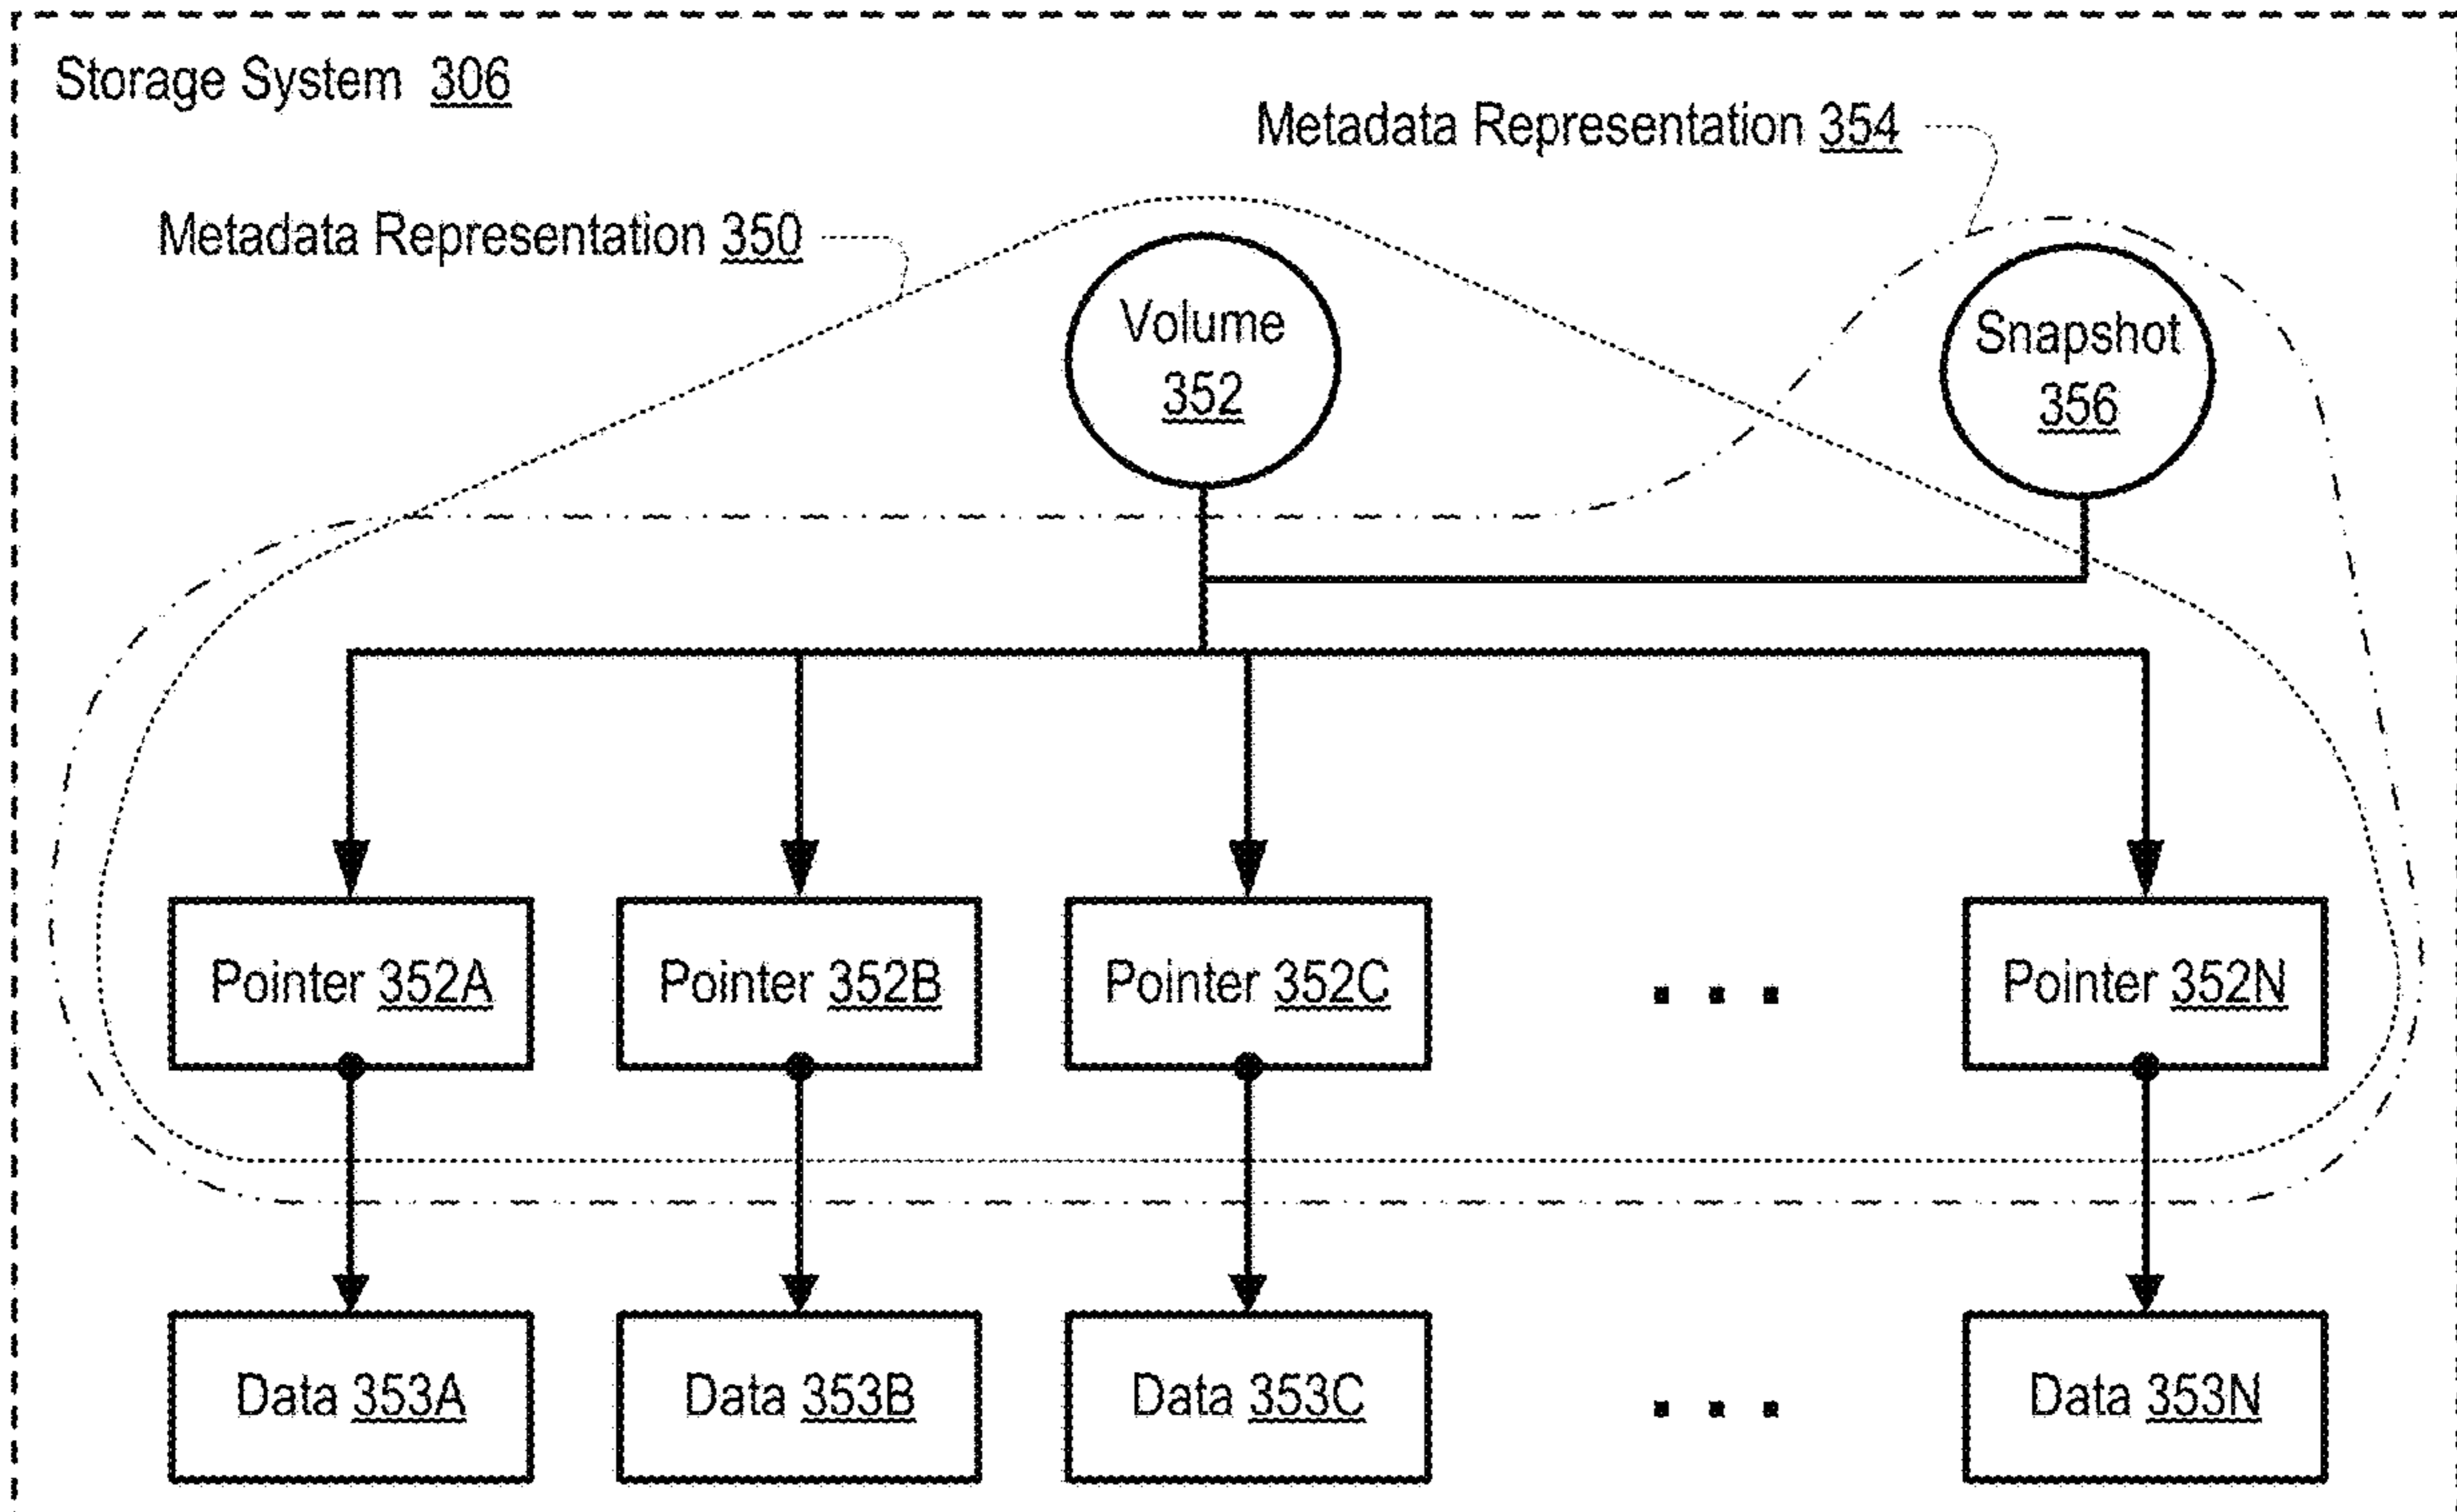 Storage System 306
Metadata Representation 354
Metadata Representation 350
Volume
352
Snapshot
356
Pointer 352A
Pointer 352B
Pointer 352C
. . .
Pointer 352N
Data 353A
Data 353B
Data 353C
. . .
Data 353N